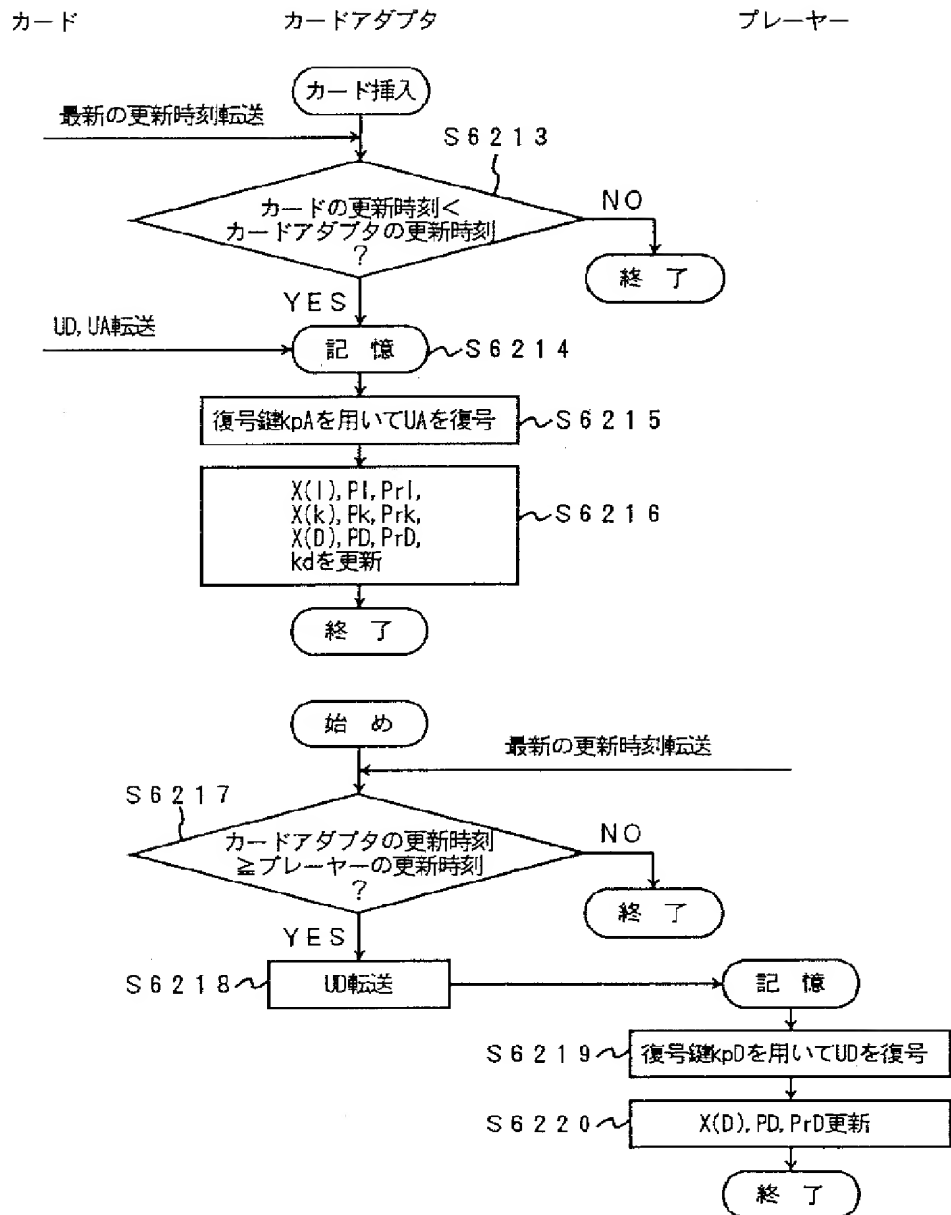 カード カードアダプタ プレーヤー
カード挿入
最新の更新時刻転送
S6213
カードの更新時刻<
カードアダプタの更新時刻
?
NO
終 了
YES
UD, UA転送
記 憶
S6214
復号鍵kpAを用いてUAを復号
S6215
X(I), PI, PrI,
X(k), Pk, Prk,
X(D), PD, PrD,
kdを更新
S6216
終 了
始 め
最新の更新時刻転送
S6217
カードアダプタの更新時刻
≧プレーヤーの更新時刻
?
NO
終 了
YES
S6218
UD転送
記 憶
S6219
復号鍵kpDを用いてUDを復号
S6220
X(D), PD, PrD更新
終 了